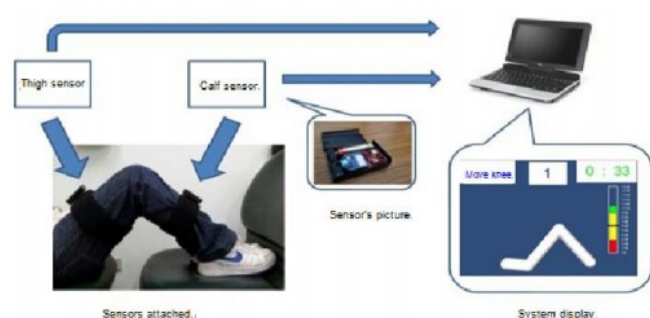 Thigh sensor
Calf sensor.
Move knee.
1
0 : 33
Sensor's picture.
Sensors attached.
System display.